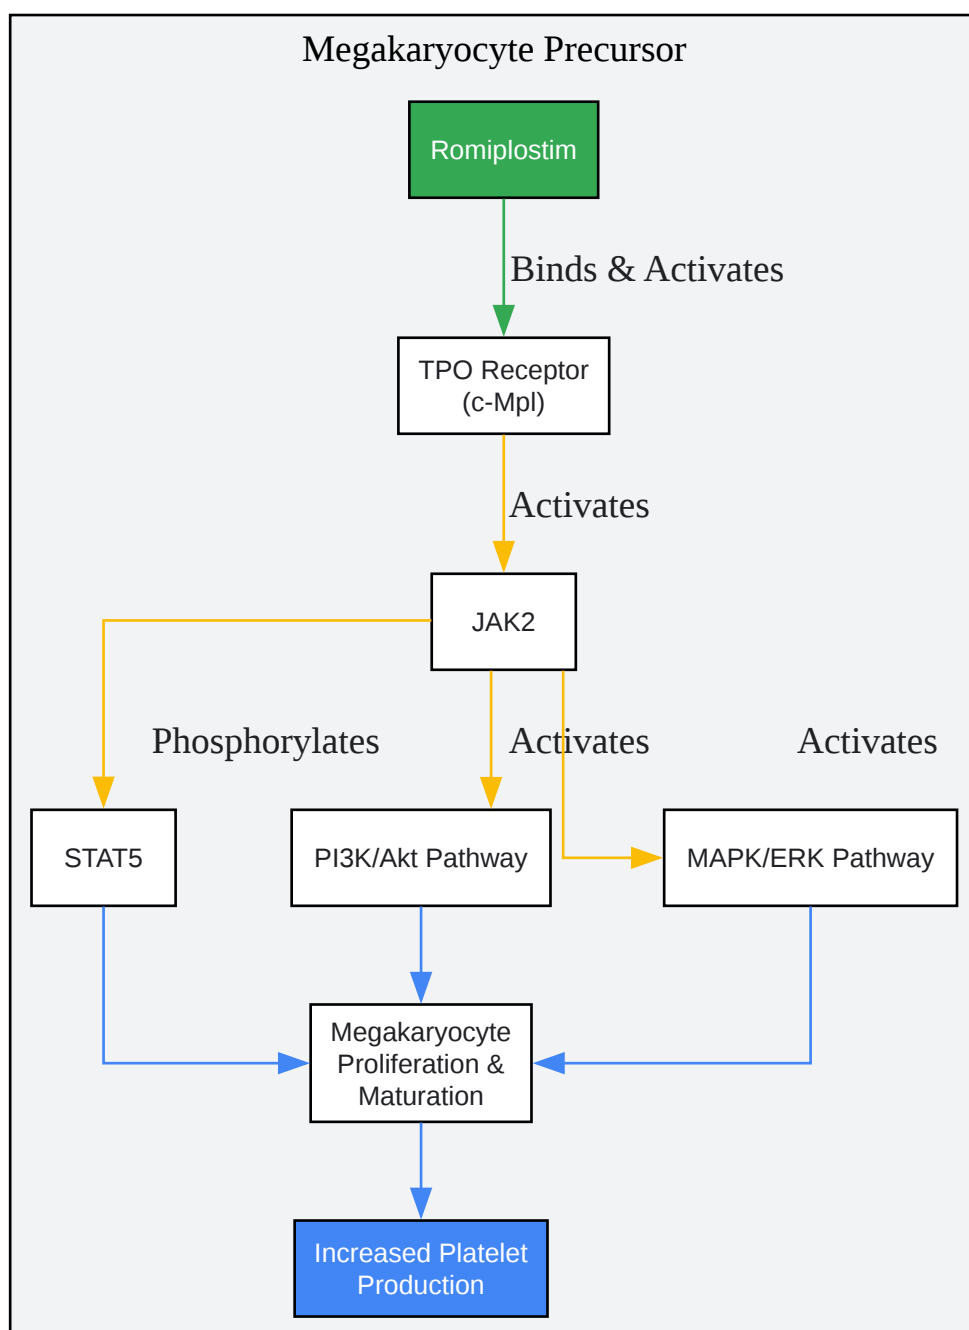 Megakaryocyte Precursor
Romiplostim
Binds & Activates
TPO Receptor
(c-Mpl)
Activates
JAK2
Phosphorylates
Activates
Activates
STAT5
PI3K/Akt Pathway
MAPK/ERK Pathway
Megakaryocyte
Proliferation &
Maturation
Increased Platelet
Production